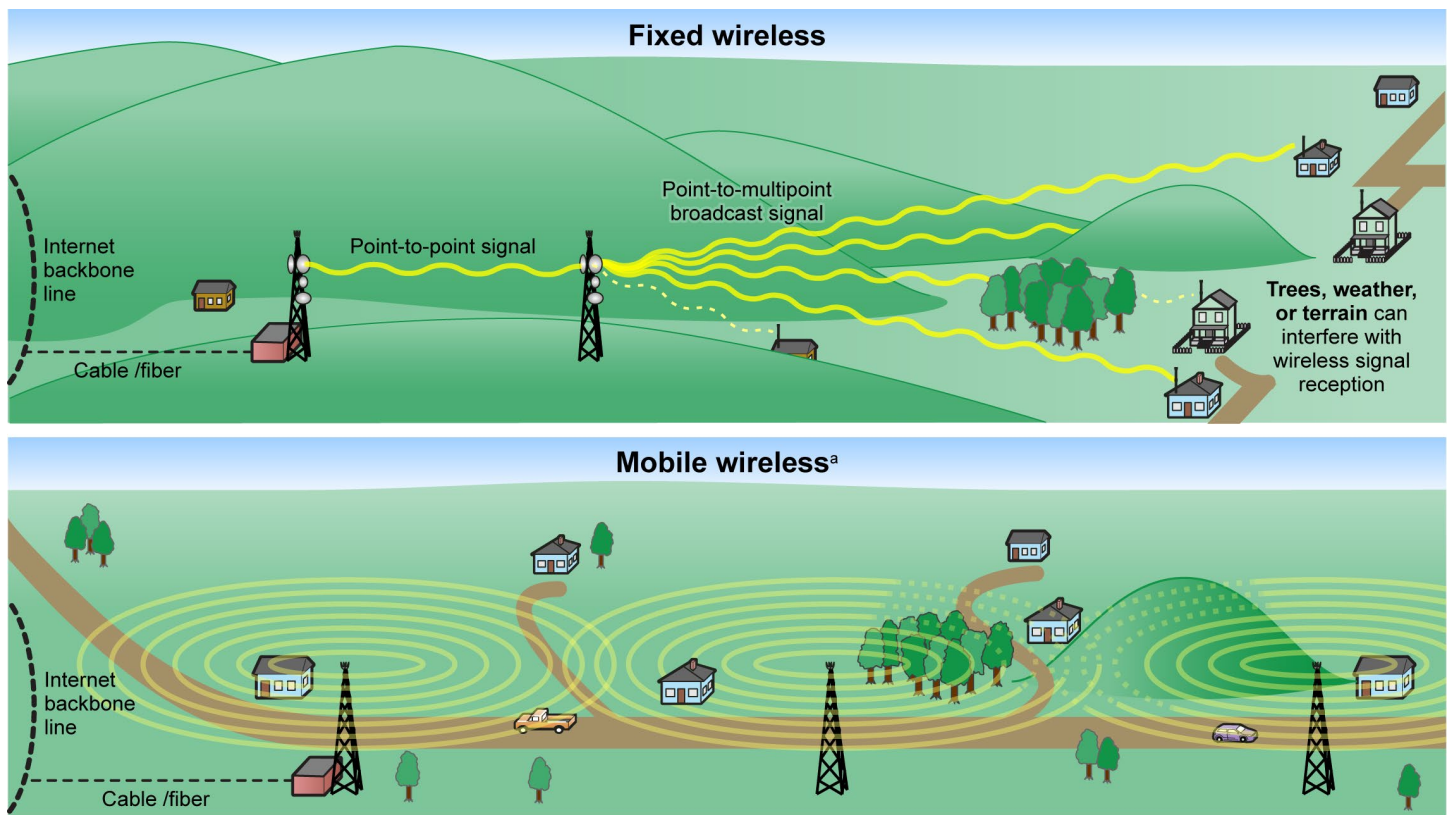 Fixed wireless
Point-to-multipoint
broadcast signal
Internet
backbone
line
Point-to-point signal
Trees, weather,
or terrain can
interfere with
wireless signal
reception
Cable /fiber
Mobile wirelessa
Internet
backbone
line
Cable /fiber